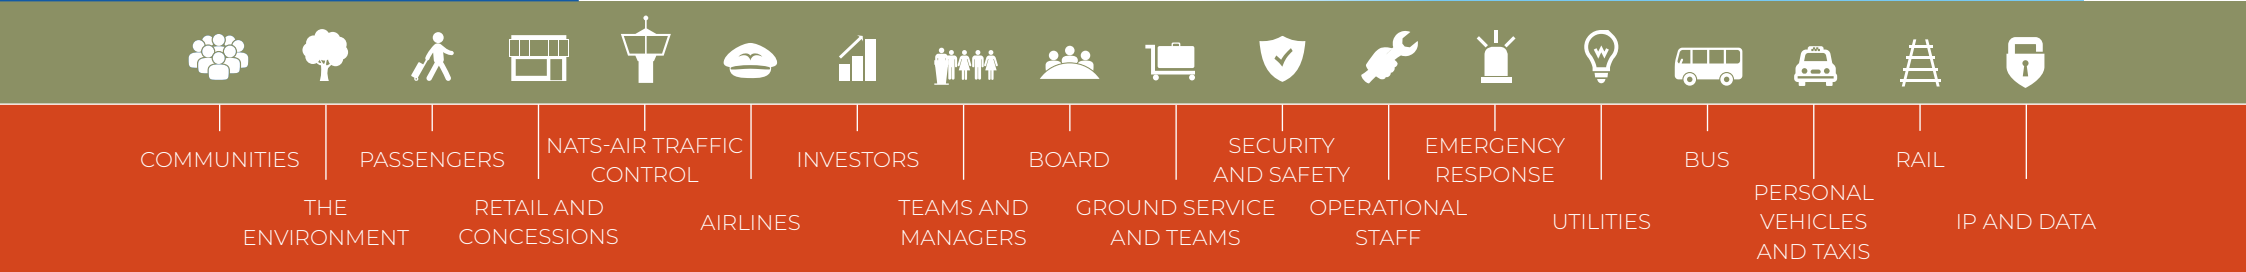 COMMUNITIES
THE
ENVIRONMENT
PASSENGERS
RETAIL AND
CONCESSIONS
NATS-AIR TRAFFIC
CONTROL
AIRLINES
INVESTORS
TEAMS AND
MANAGERS
BOARD
GROUND SERVICE
AND TEAMS
SECURITY
AND SAFETY
OPERATIONAL
STAFF
EMERGENCY
RESPONSE
UTILITIES
BUS
PERSONAL
VEHICLES
AND TAXIS
RAIL
IP AND DATA